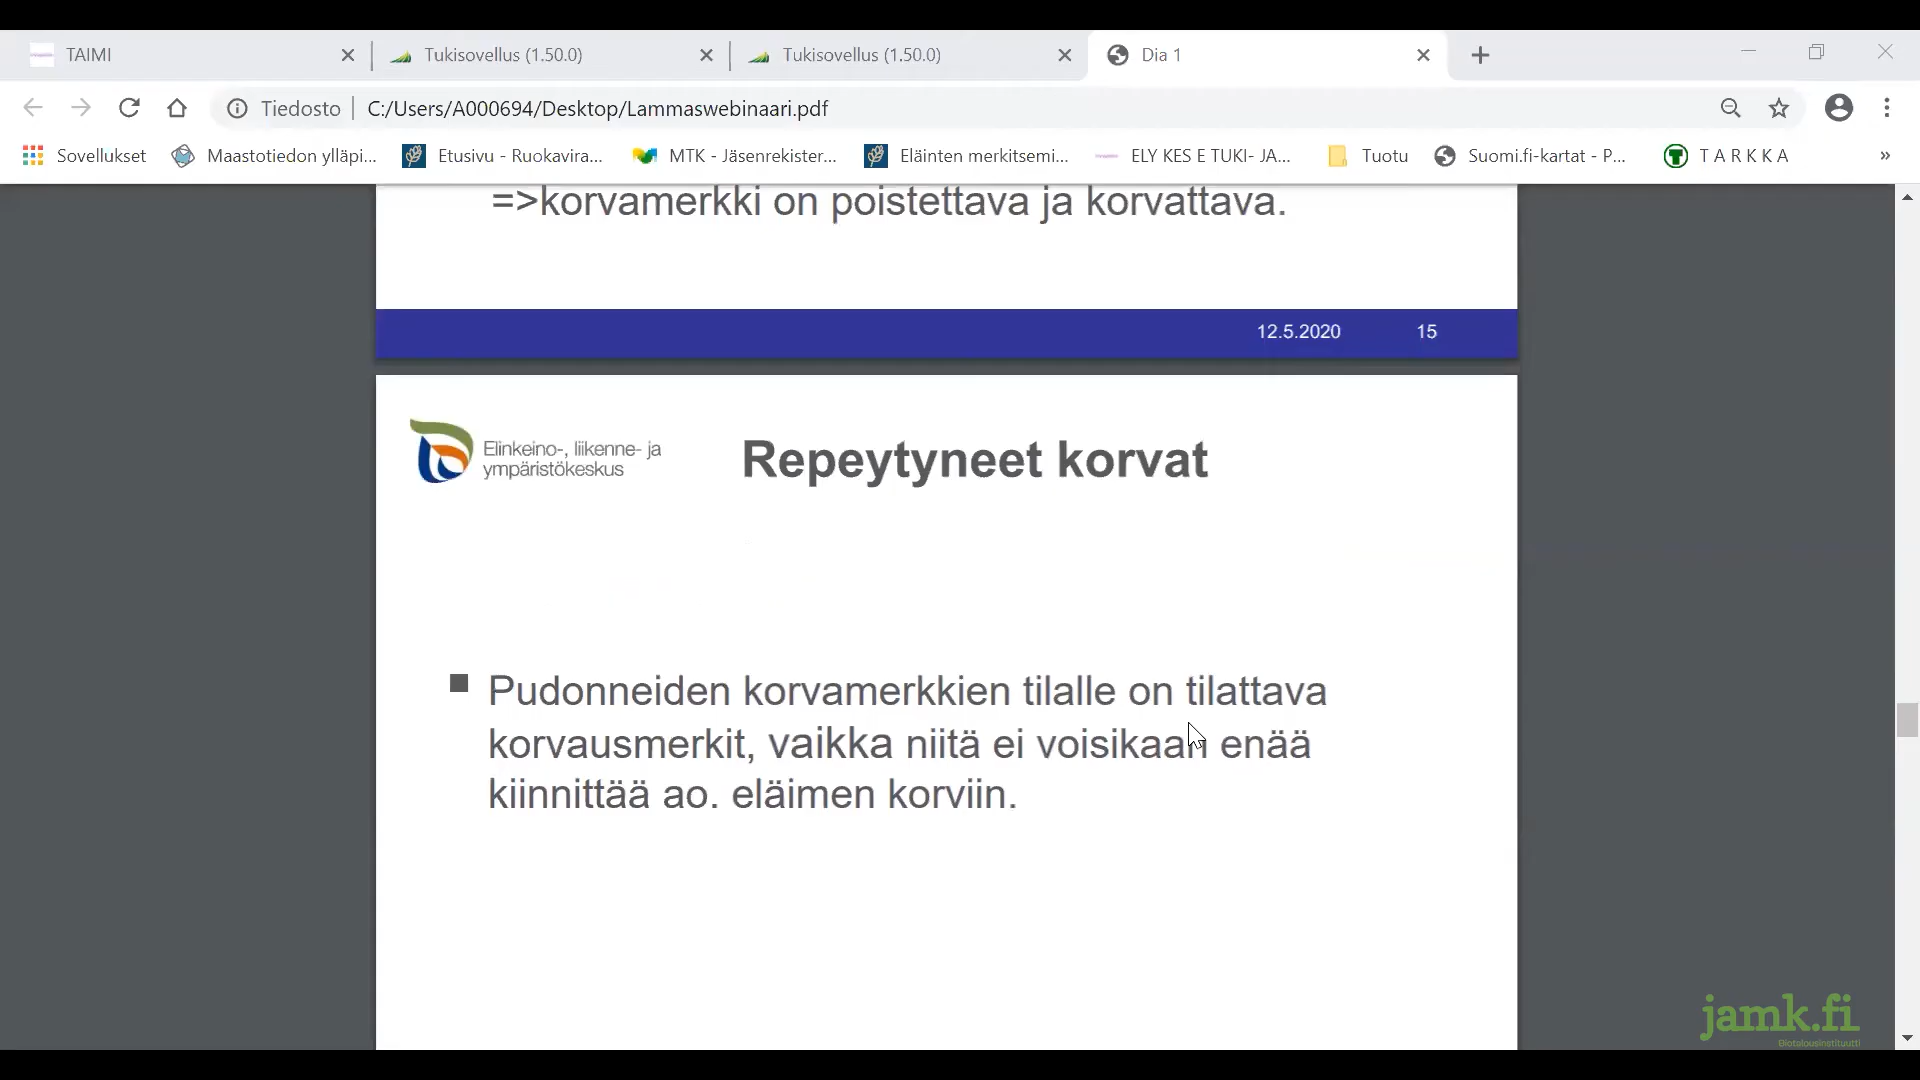 TAIMI
Tukisovellus (1.50.0)
Tukisovellus (1.50.0)
Dia 1
Tiedosto
C:/Users/A000694/Desktop/Lammaswebinaari.pdf
Sovellukset
Maastotiedon ylläpi...
Etusivu - Ruokavira...
MTK - Jäsenrekister...
Eläinten merkitsemi...
ELY KES E TUKI- JA...
Tuotu
Suomi.fi-kartat - P...
T A R K K A
»
=>korvamerkki on poistettava ja korvattava.
12.5.2020 15
Elinkeino-, liikenne- ja
ympäristökeskus
Repeytyneet korvat
Pudonneiden korvamerkkien tilalle on tilattava
korvausmerkit, vaikka niitä ei voisikaan enää
kiinnittää ao. eläimen korviin.
jamk.fi
Biotalousinstituutti